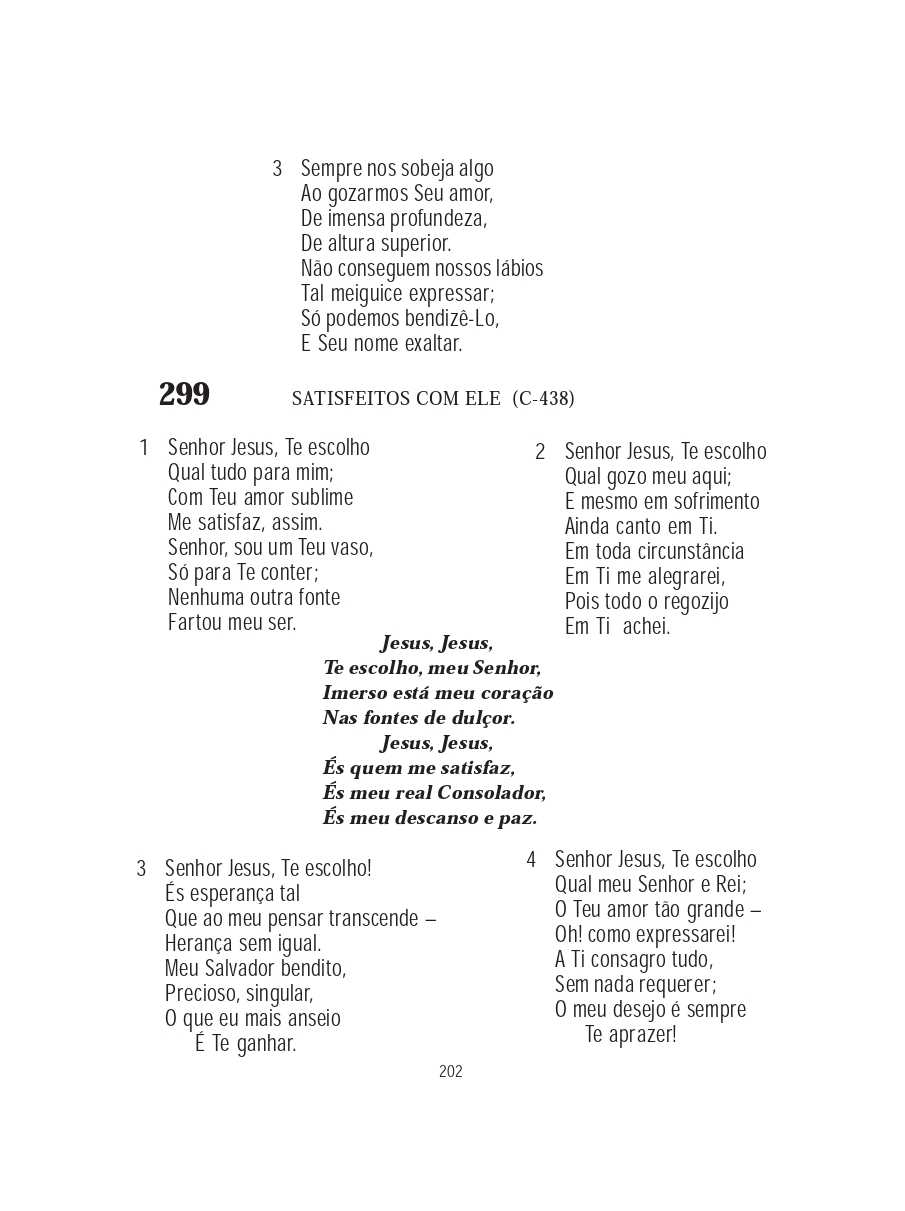 3 Sempre nos sobeja algo
Ao gozarmos Seu amor,
De imensa profundeza,
De altura superior.
Não conseguem nossos lábios
Tal meiguice expressar;
Só podemos bendizê-Lo,
E Seu nome exaltar.
299 SATISFEITOS COM ELE (C-438)
1 Senhor Jesus, Te escolho
Qual tudo para mim;
Com Teu amor sublime
Me satisfaz, assim.
Senhor, sou um Teu vaso,
Só para Te conter;
Nenhuma outra fonte
Fartou meu ser.
2 Senhor Jesus, Te escolho
Qual gozo meu aqui;
E mesmo em sofrimento
Ainda canto em Ti.
Em toda circunstância
Em Ti me alegrarei,
Pois todo o regozijo
Em Ti achei.
Jesus, Jesus,
Te escolho, meu Senhor,
Imerso está meu coração
Nas fontes de dulçor.
Jesus, Jesus,
És quem me satisfaz,
És meu real Consolador,
És meu descanso e paz.
3 Senhor Jesus, Te escolho!
És esperança tal
Que ao meu pensar transcende –
Herança sem igual.
Meu Salvador bendito,
Precioso, singular,
O que eu mais anseio
É Te ganhar.
4 Senhor Jesus, Te escolho
Qual meu Senhor e Rei;
O Teu amor tão grande –
Oh! como expressarei!
A Ti consagro tudo,
Sem nada requerer;
O meu desejo é sempre
Te aprazer!
202